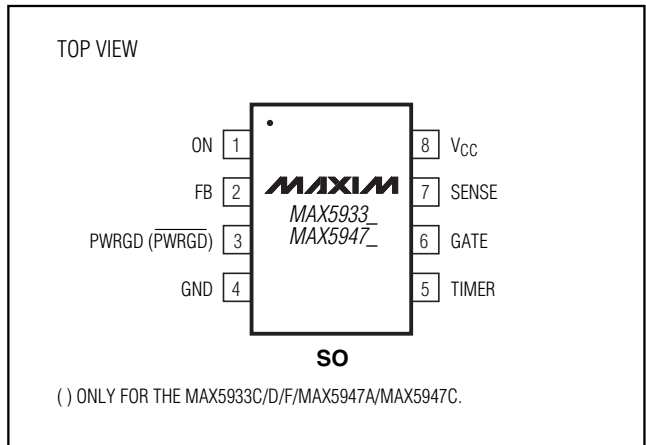 TOP VIEW
ON 1
8 VCC
FB 2
MAXIM
7 SENSE
MAX5933_
PWRGD (PWRGD) 3
MAX5947_
6 GATE
GND 4
5 TIMER
SO
( ) ONLY FOR THE MAX5933C/D/F/MAX5947A/MAX5947C.